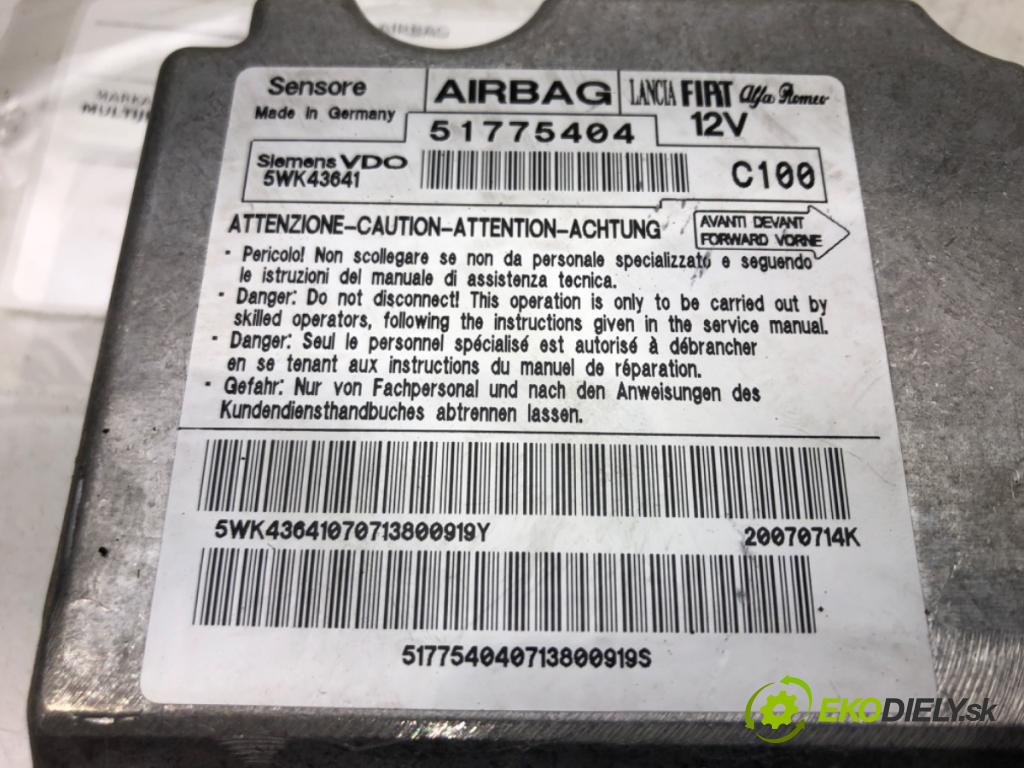 AIRBAG
MULTIJ
Sensore
Made in Germany
AIRBAG
LANCIA FIAT Alfa Romeo
51775404
12V
Siemens VDO
5WK43641
C100
ATTENZIONE-CAUTION-ATTENTION-ACHTUNG
AVANTI DEVANT
FORWARD VORNE
• Pericolo! Non scollegare se non da personale specializzato e seguendo
le istruzioni del manuale di assistenza tecnica.
• Danger: Do not disconnect! This operation is only to be carried out by
skilled operators, following the instructions given in the service manual.
• Danger: Seul le personnel spécialisé est autorisé à débrancher
en se tenant aux instructions du manuel de réparation.
• Gefahr: Nur von Fachpersonal und nach den Anweisungen des
Kundendiensthandbuches abtrennen lassen.
5WK43641070713800919Y
20070714K
517754040713800919S
EKODIELY.sk